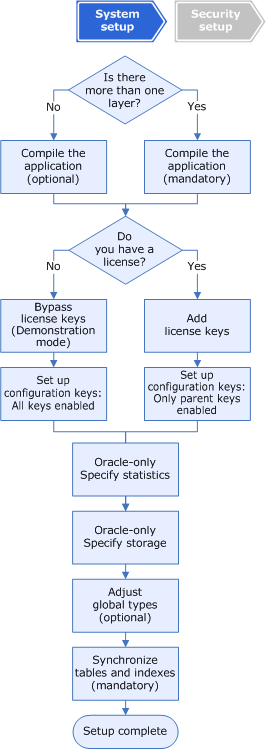 System
setup
Security
setup
Is there
more than one
layer?
No
Yes
Compile the
application
(optional)
Compile the
application
(mandatory)
Do
you have a
license?
No
Yes
Bypass
license keys
(Demonstration
mode)
Add
license keys
Set up
configuration keys:
All keys enabled
Set up
configuration keys:
Only parent keys
enabled
Oracle-only
Specify statistics
Oracle-only
Specify storage
Adjust
global types
(optional)
Synchronize
tables and indexes
(mandatory)
Setup complete